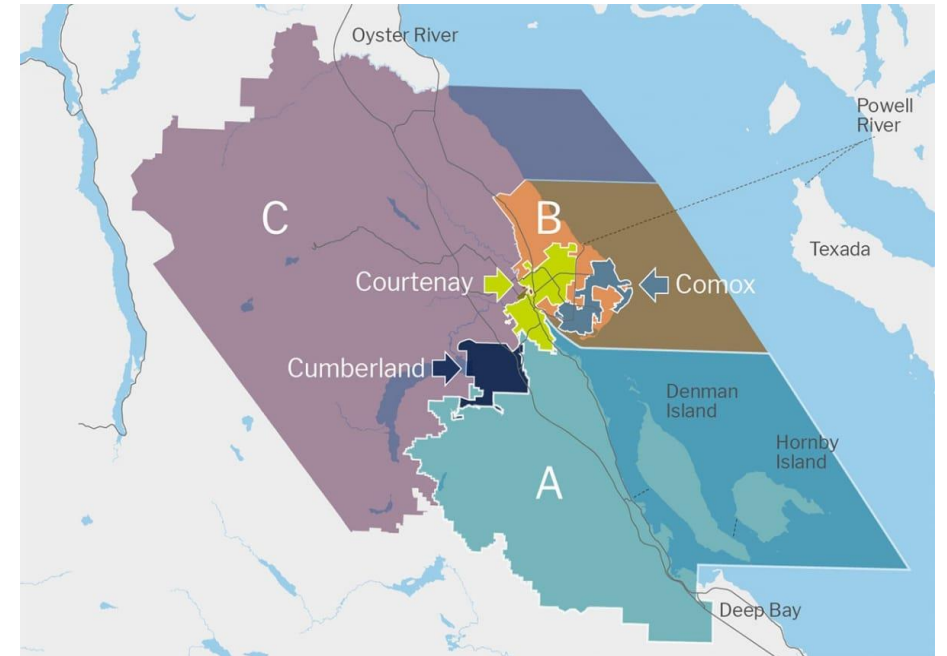 Oyster River
Powell
River
C
B
Texada
Courtenay
Comox
Cumberland
Denman
Island
Hornby
Island
A
Deep Bay